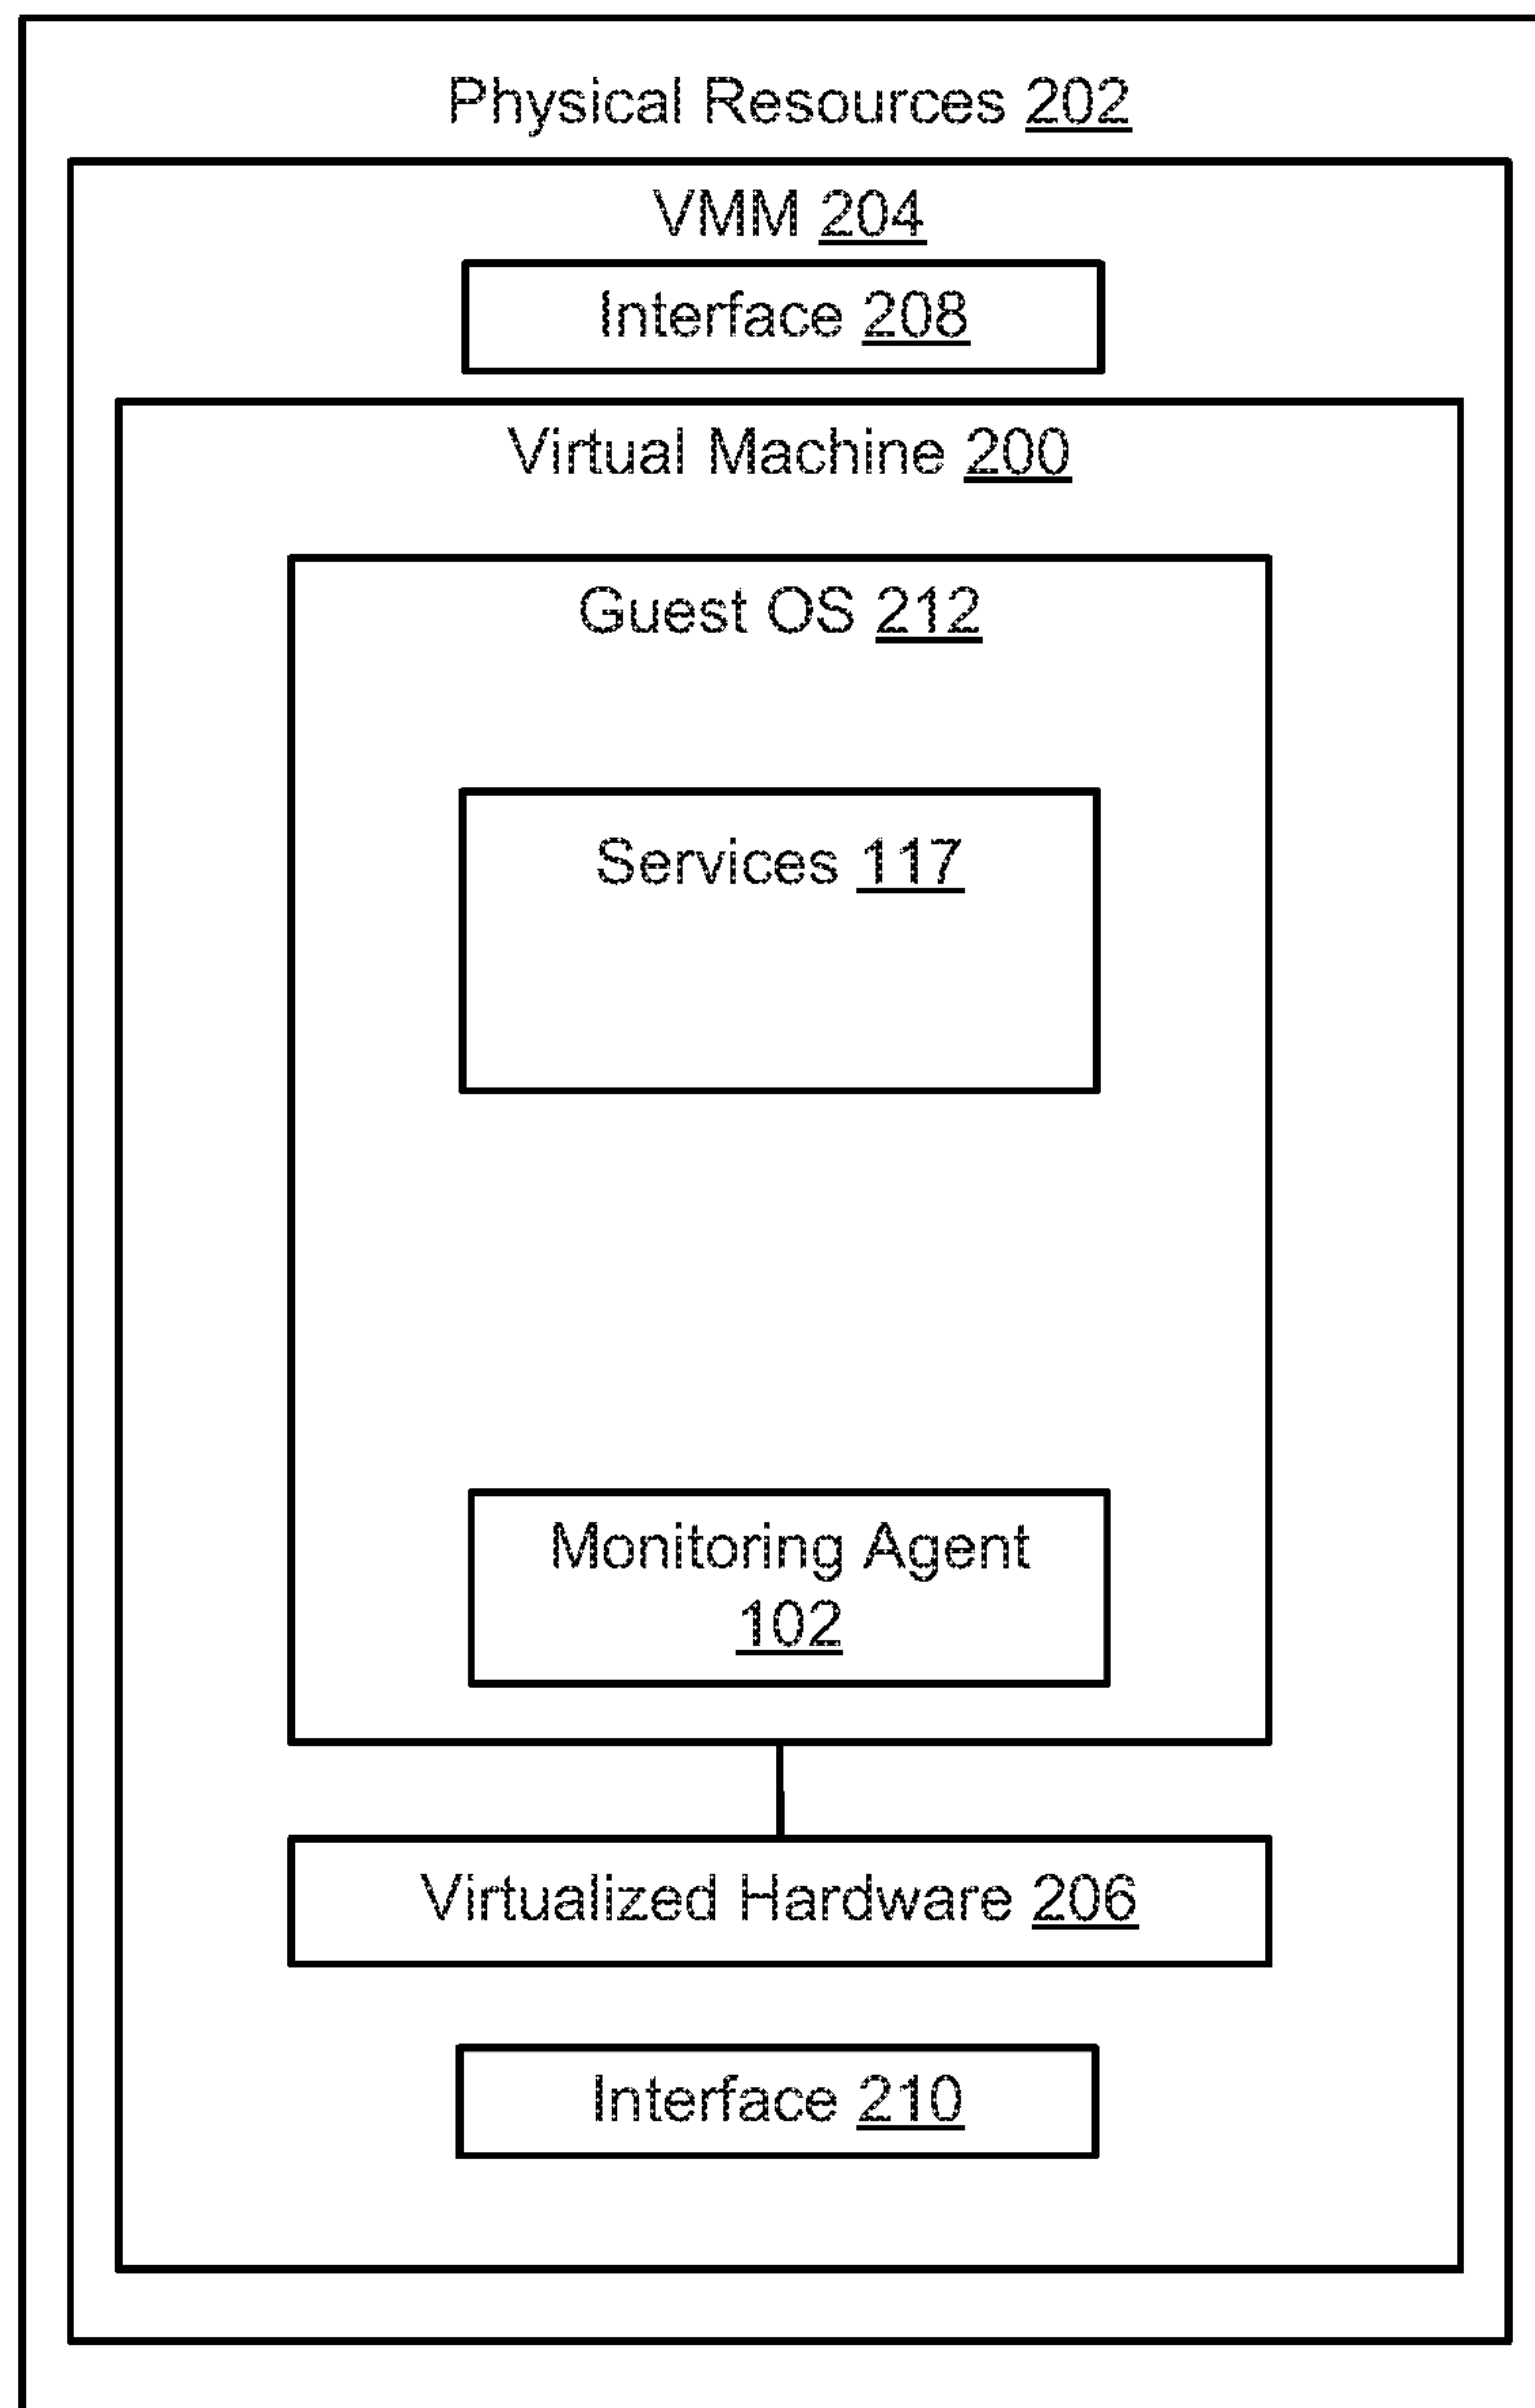 Physical Resources 202
VMM 204
Interface 208
Virtual Machine 200
Guest OS 212
Services 117
Monitoring Agent
102
Virtualized Hardware 206
Interface 210